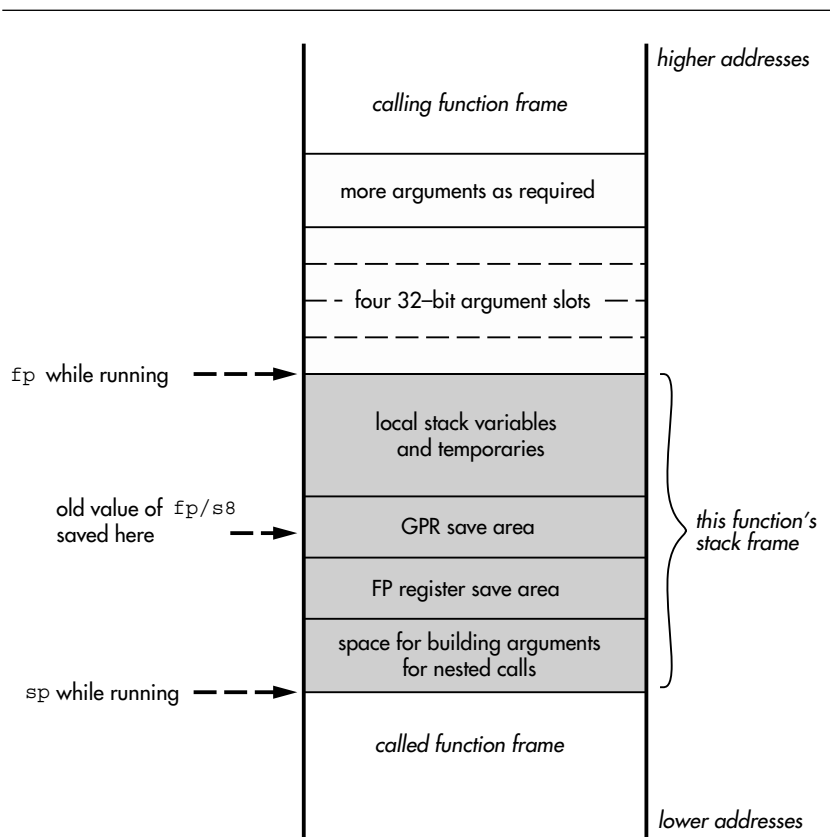 higher addresses
calling function frame
more arguments as required
four 32–bit argument slots
fp while running
local stack variables
and temporaries
old value of fp/s8
saved here
GPR save area
this function's
stack frame
FP register save area
space for building arguments
for nested calls
sp while running
called function frame
lower addresses